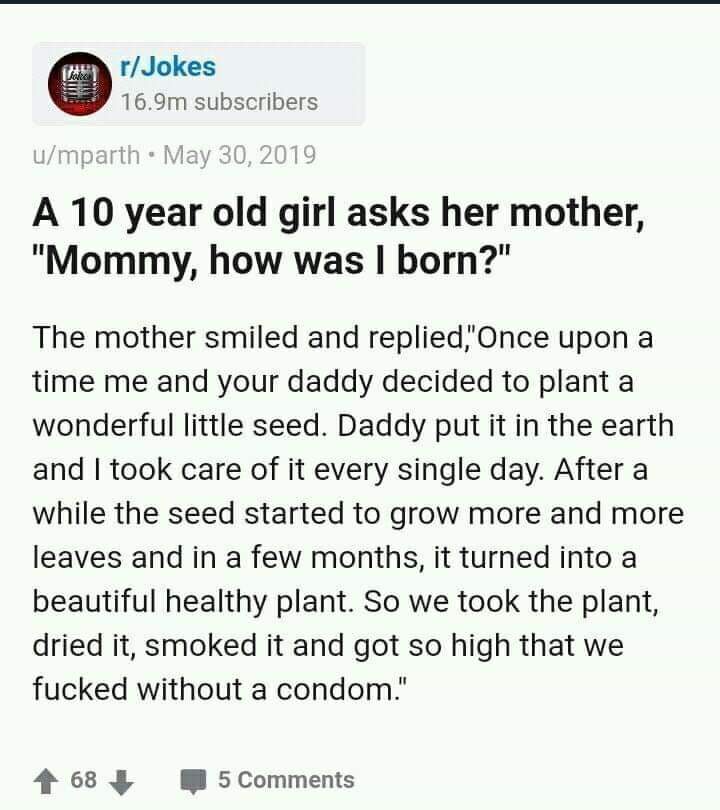 Jokes
r/Jokes
16.9m subscribers
u/mparth • May 30, 2019
A 10 year old girl asks her mother,
"Mommy, how was I born?"
The mother smiled and replied,"Once upon a
time me and your daddy decided to plant a
wonderful little seed. Daddy put it in the earth
and I took care of it every single day. After a
while the seed started to grow more and more
leaves and in a few months, it turned into a
beautiful healthy plant. So we took the plant,
dried it, smoked it and got so high that we
fucked without a condom."
68
5 Comments